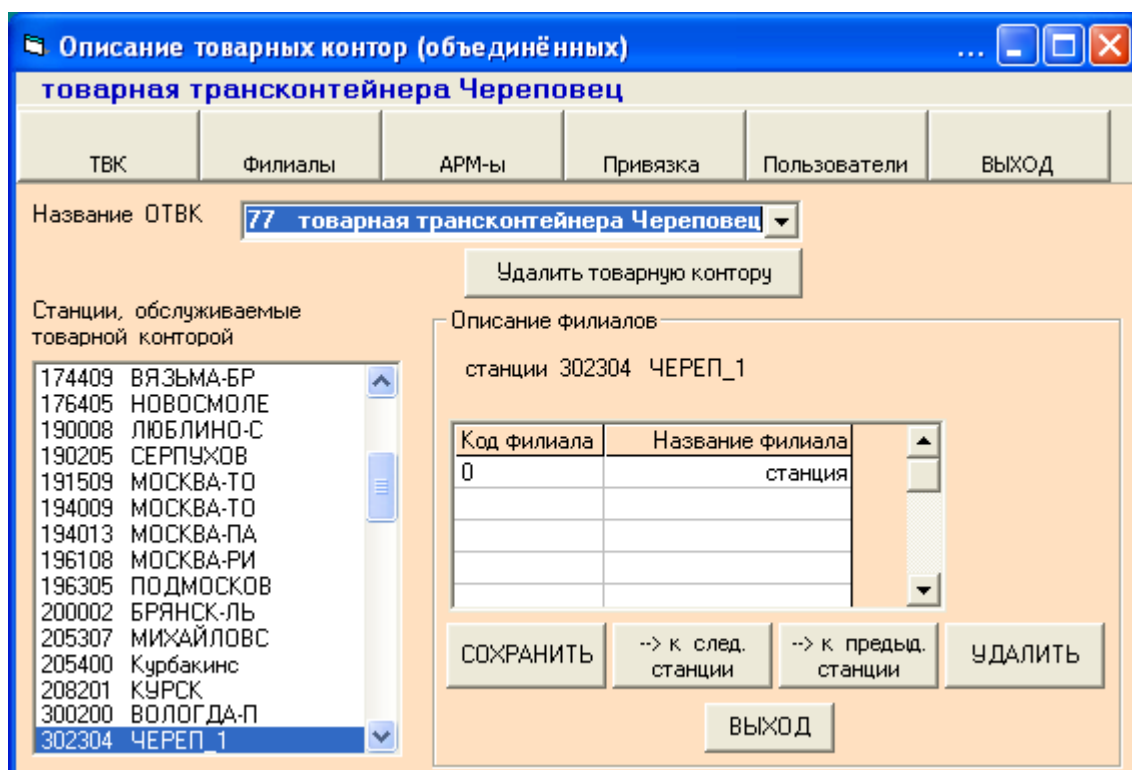 Описание товарных контор (объединённых) ...
товарная трансконтейнера Череповец
ТВК Филиалы АРМ-ы Привязка Пользователи ВЫХОД
Название ОТВК 77 товарная трансконтейнера Череповец
Удалить товарную контору
Станции, обслуживаемые
товарной конторой
174409 ВЯЗЬМА-БР
176405 НОВОСМОЛЕ
190008 ЛЮБЛИНО-С
190205 СЕРПУХОВ
191509 МОСКВА-ТО
194009 МОСКВА-ТО
194013 МОСКВА-ПА
196108 МОСКВА-РИ
196305 ПОДМОСКОВ
200002 БРЯНСК-ЛЬ
205307 МИХАЙЛОВС
205400 Курбакинс
208201 КУРСК
300200 ВОЛОГДА-П
302304 ЧЕРЕП_1
Описание филиалов
станции 302304 ЧЕРЕП_1
Код филиала Название филиала
0 станция
СОХРАНИТЬ
--> к след.
станции
--> к предыд.
станции
УДАЛИТЬ
ВЫХОД